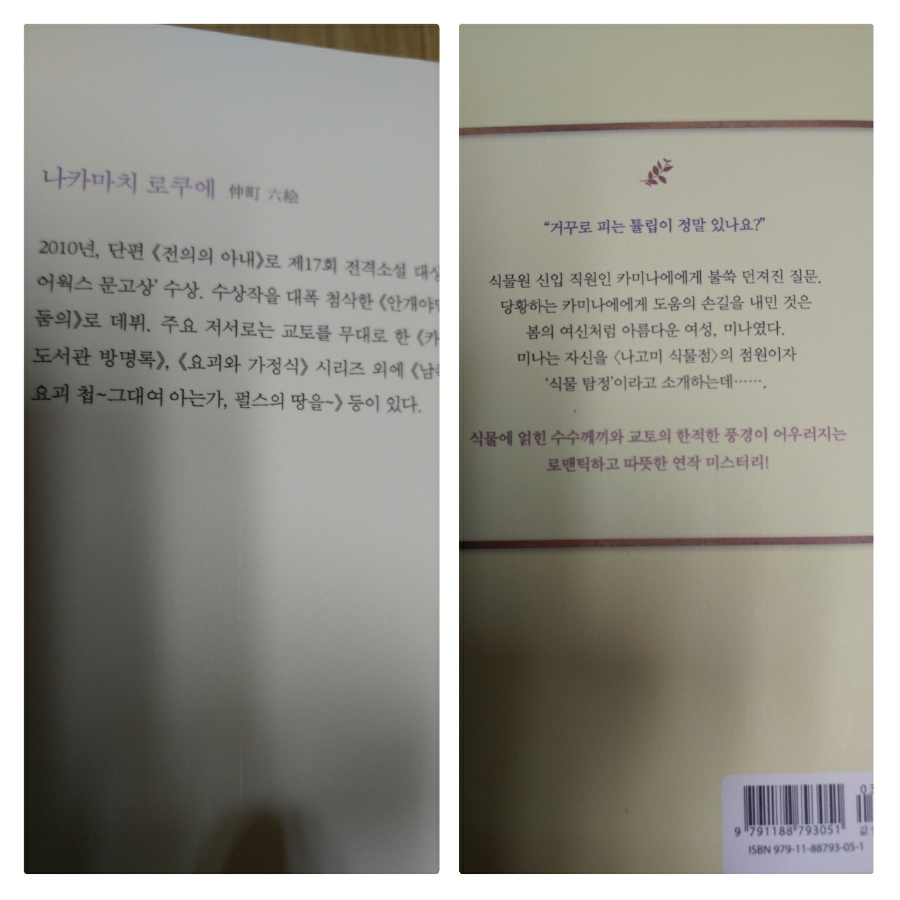 나카마치 로쿠에 仲町 六絵
2010년, 단편 《전의의 아내》로 제17회 전격소설 대상
어웍스 문고상' 수상. 수상작을 대폭 첨삭한 《안개야
둠의》로 데뷔. 주요 저서로는 교토를 무대로 한 《카
도서관 방명록》, 《요괴와 가정식》 시리즈 외에 《남
요괴 첩~그대여 아는가, 펄스의 땅을~》 등이 있다.
“거꾸로 피는 튤립이 정말 있나요?”
식물원 신입 직원인 카미나에에게 불쑥 던져진 질문.
당황하는 카미나에에게 도움의 손길을 내민 것은
봄의 여신처럼 아름다운 여성, 미나였다.
미나는 자신을 〈나고미 식물점〉의 점원이자
‘식물 탐정’이라고 소개하는데…….
식물에 얽힌 수수께끼와 교토의 한적한 풍경이 어우러지는
로맨틱하고 따뜻한 연작 미스터리!
9 791188 793051
ISBN 979-11-88793-05-1